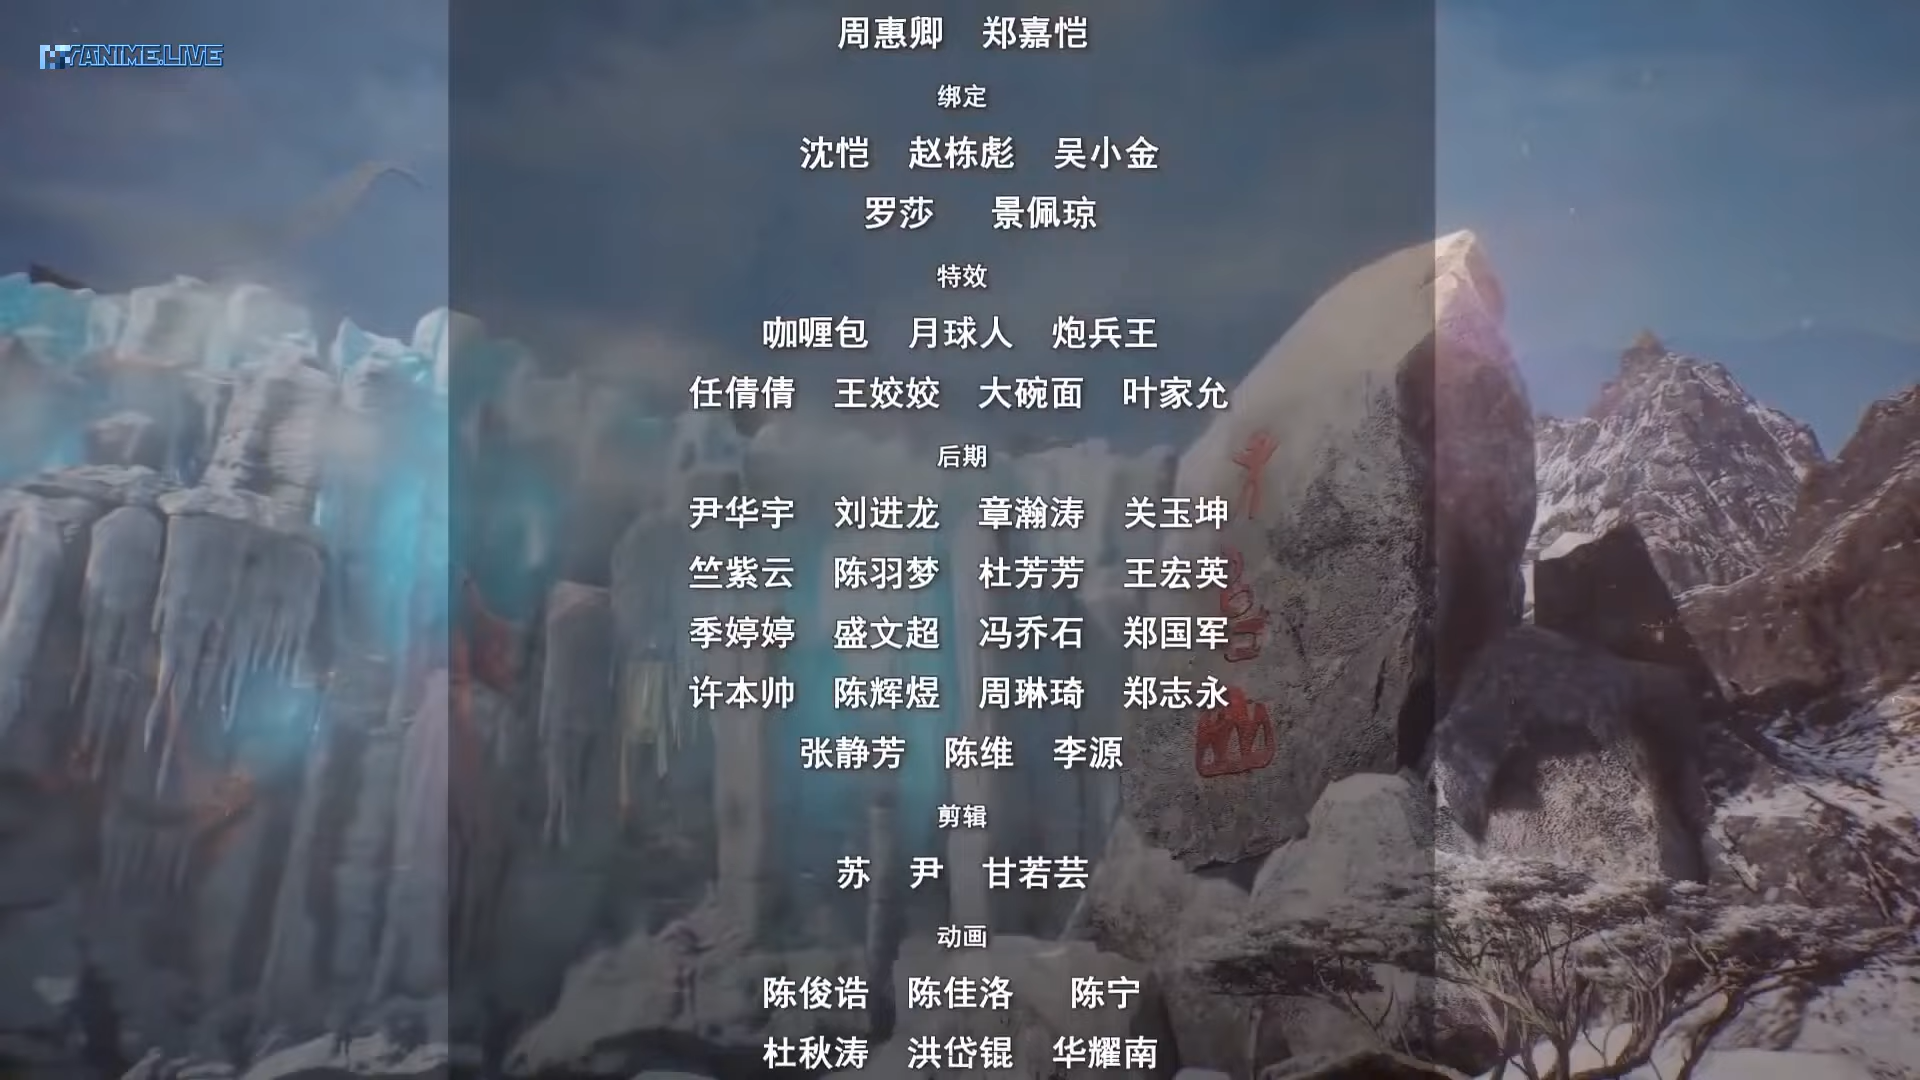 YANIME.LIVE
周惠卿 郑嘉恺
绑定
沈恺 赵栋彪 吴小金
罗莎 景佩琼
特效
咖喱包 月球人 炮兵王
任倩倩 王姣姣 大碗面 叶家允
后期
尹华宇 刘进龙 章瀚涛 关玉坤
竺紫云 陈羽梦 杜芳芳 王宏英
季婷婷 盛文超 冯乔石 郑国军
许本帅 陈辉煜 周琳琦 郑志永
张静芳 陈维 李源
剪辑
苏 尹 甘若芸
动画
陈俊诰 陈佳洛 陈宁
杜秋涛 洪岱锟 华耀南